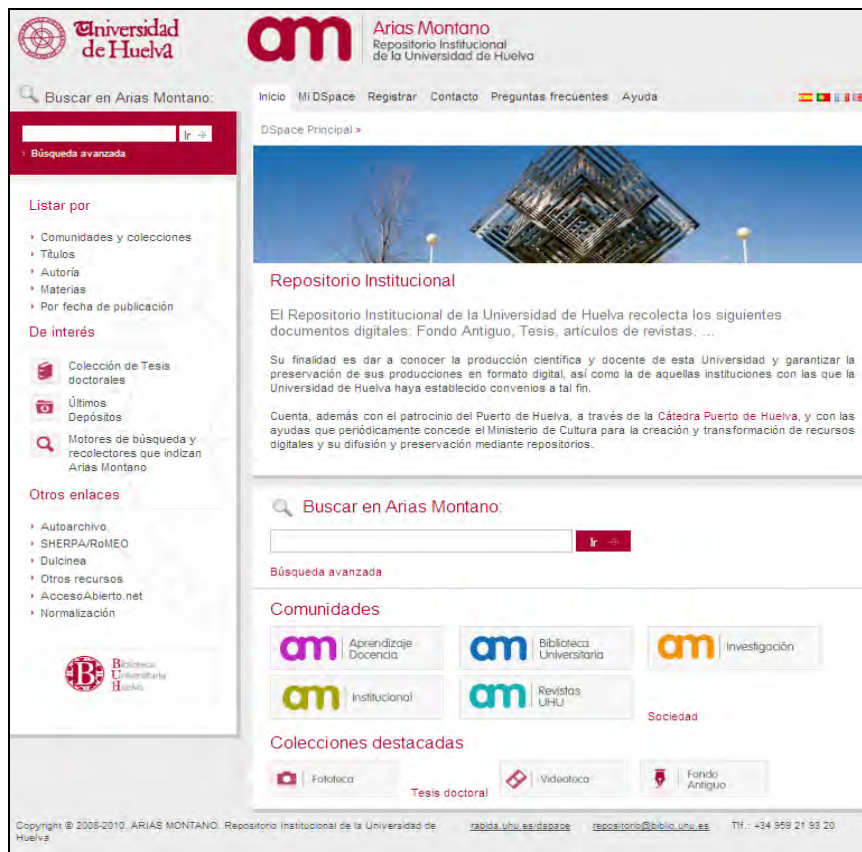 Universidad
de Huelva
am
Arias Montano
Repositorio Institucional
de la Universidad de Huelva
Buscar en Arias Montano:
Inicio Mi DSpace Registrar Contacto Preguntas frecuentes Ayuda
Ir
Búsqueda avanzada
DSpace Principal »
Listar por
Comunidades y colecciones
Títulos
Autoría
Materias
Por fecha de publicación
De interés
Colección de Tesis
doctorales
Últimos
Depósitos
Motores de búsqueda y
recolectores que indizan
Arias Montano
Otros enlaces
Autoarchivo
SHERPA/RoMEO
Dulcinea
Otros recursos
AccesoAbierto.net
Normalización
B
Biblioteca
Universitaria
Huelva
Repositorio Institucional
El Repositorio Institucional de la Universidad de Huelva recolecta los siguientes
documentos digitales: Fondo Antiguo, Tesis, artículos de revistas, ...
Su finalidad es dar a conocer la producción científica y docente de esta Universidad y garantizar la
preservación de sus producciones en formato digital, así como la de aquellas instituciones con las que la
Universidad de Huelva haya establecido convenios a tal fin.
Cuenta, además con el patrocinio del Puerto de Huelva, a través de la Cátedra Puerto de Huelva, y con las
ayudas que periódicamente concede el Ministerio de Cultura para la creación y transformación de recursos
digitales y su difusión y preservación mediante repositorios.
Buscar en Arias Montano:
Ir
Búsqueda avanzada
Comunidades
am Aprendizaje
Docencia
am Biblioteca
Universitaria
am Investigación
am Institucional
am Revistas
UHU
Sociedad
Colecciones destacadas
Fototeca
Tesis doctoral
Videoteca
Fondo
Antiguo
Copyright © 2008-2010. ARIAS MONTANO. Repositorio Institucional de la Universidad de
Huelva
rabida.uhu.es/dspace repositorio@biblio.uhu.es Tlf.: +34 959 21 93 20